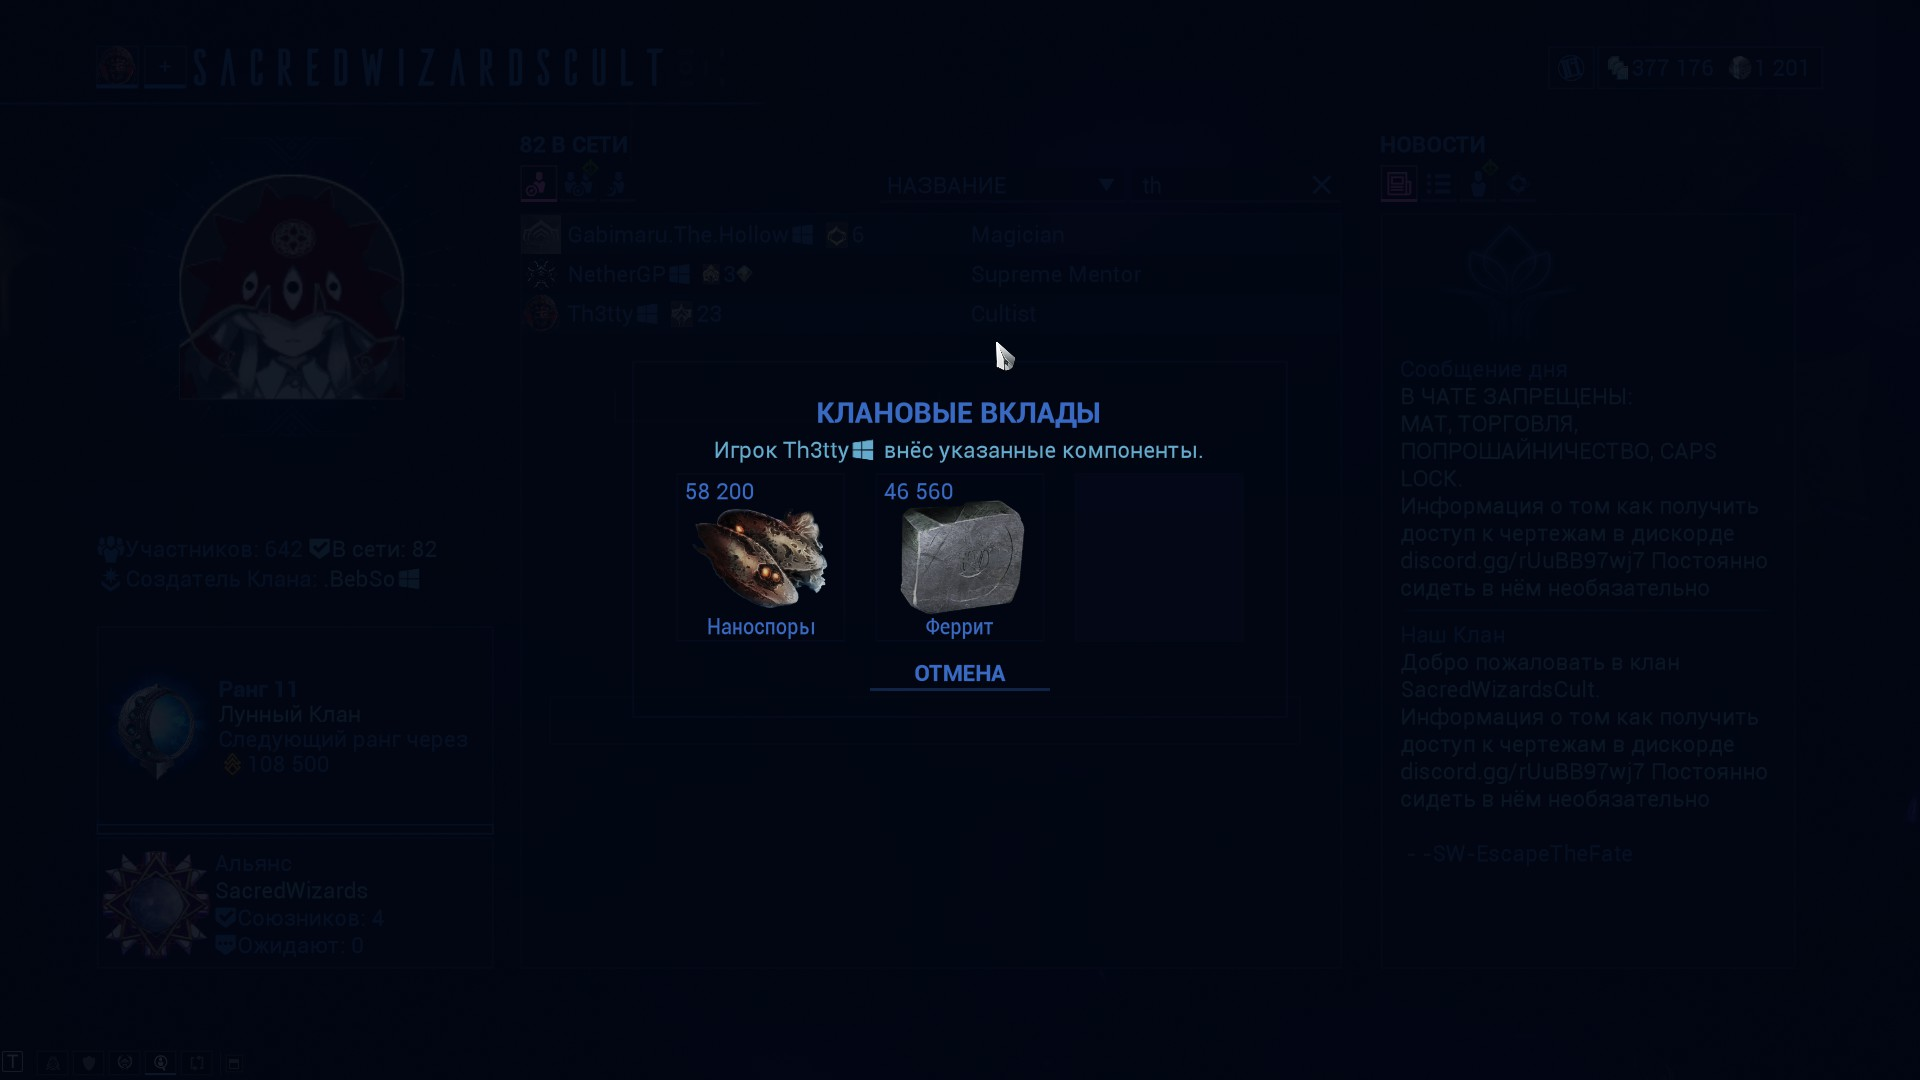 SACREDWIZARDSCULT
377 176 1 201
82 В СЕТИ
НАЗВАНИЕ
th
Gabimaru.The.Hollow 6 Magician
NetherGP 3 Supreme Mentor
Th3tty 23 Cultist
КЛАНОВЫЕ ВКЛАДЫ
Игрок Th3tty внёс указанные компоненты.
58 200
46 560
Наноспоры
Феррит
ОТМЕНА
Участников: 642 В сети: 82
Создатель Клана: .BebSo
Ранг 11
Лунный Клан
Следующий ранг через
108 500
Альянс
SacredWizards
Союзников: 4
Ожидают: 0
НОВОСТИ
Сообщение дня
В ЧАТЕ ЗАПРЕЩЕНЫ:
МАТ, ТОРГОВЛЯ,
ПОПРОШАЙНИЧЕСТВО, CAPS
LOCK.
Информация о том как получить
доступ к чертежам в дискорде
discord.gg/rUuBB97wj7 Постоянно
сидеть в нём необязательно
Наш Клан
Добро пожаловать в клан
SacredWizardsCult.
Информация о том как получить
доступ к чертежам в дискорде
discord.gg/rUuBB97wj7 Постоянно
сидеть в нём необязательно
- -SW-EscapeTheFate
T